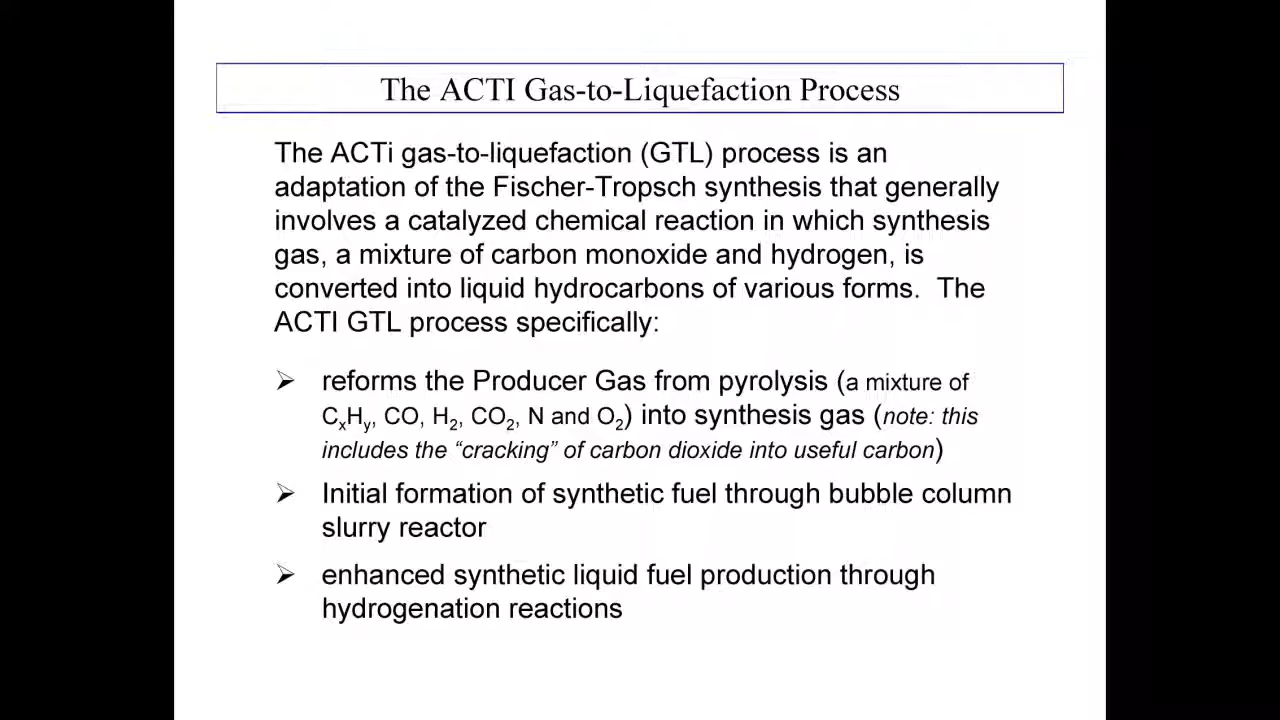 The ACTI Gas-to-Liquefaction Process
The ACTi gas-to-liquefaction (GTL) process is an
adaptation of the Fischer-Tropsch synthesis that generally
involves a catalyzed chemical reaction in which synthesis
gas, a mixture of carbon monoxide and hydrogen, is
converted into liquid hydrocarbons of various forms.  The
ACTI GTL process specifically:
➢ reforms the Producer Gas from pyrolysis (a mixture of
CₓHᵧ, CO, H₂, CO₂, N and O₂) into synthesis gas (note: this
includes the “cracking” of carbon dioxide into useful carbon)
➢ Initial formation of synthetic fuel through bubble column
slurry reactor
➢ enhanced synthetic liquid fuel production through
hydrogenation reactions